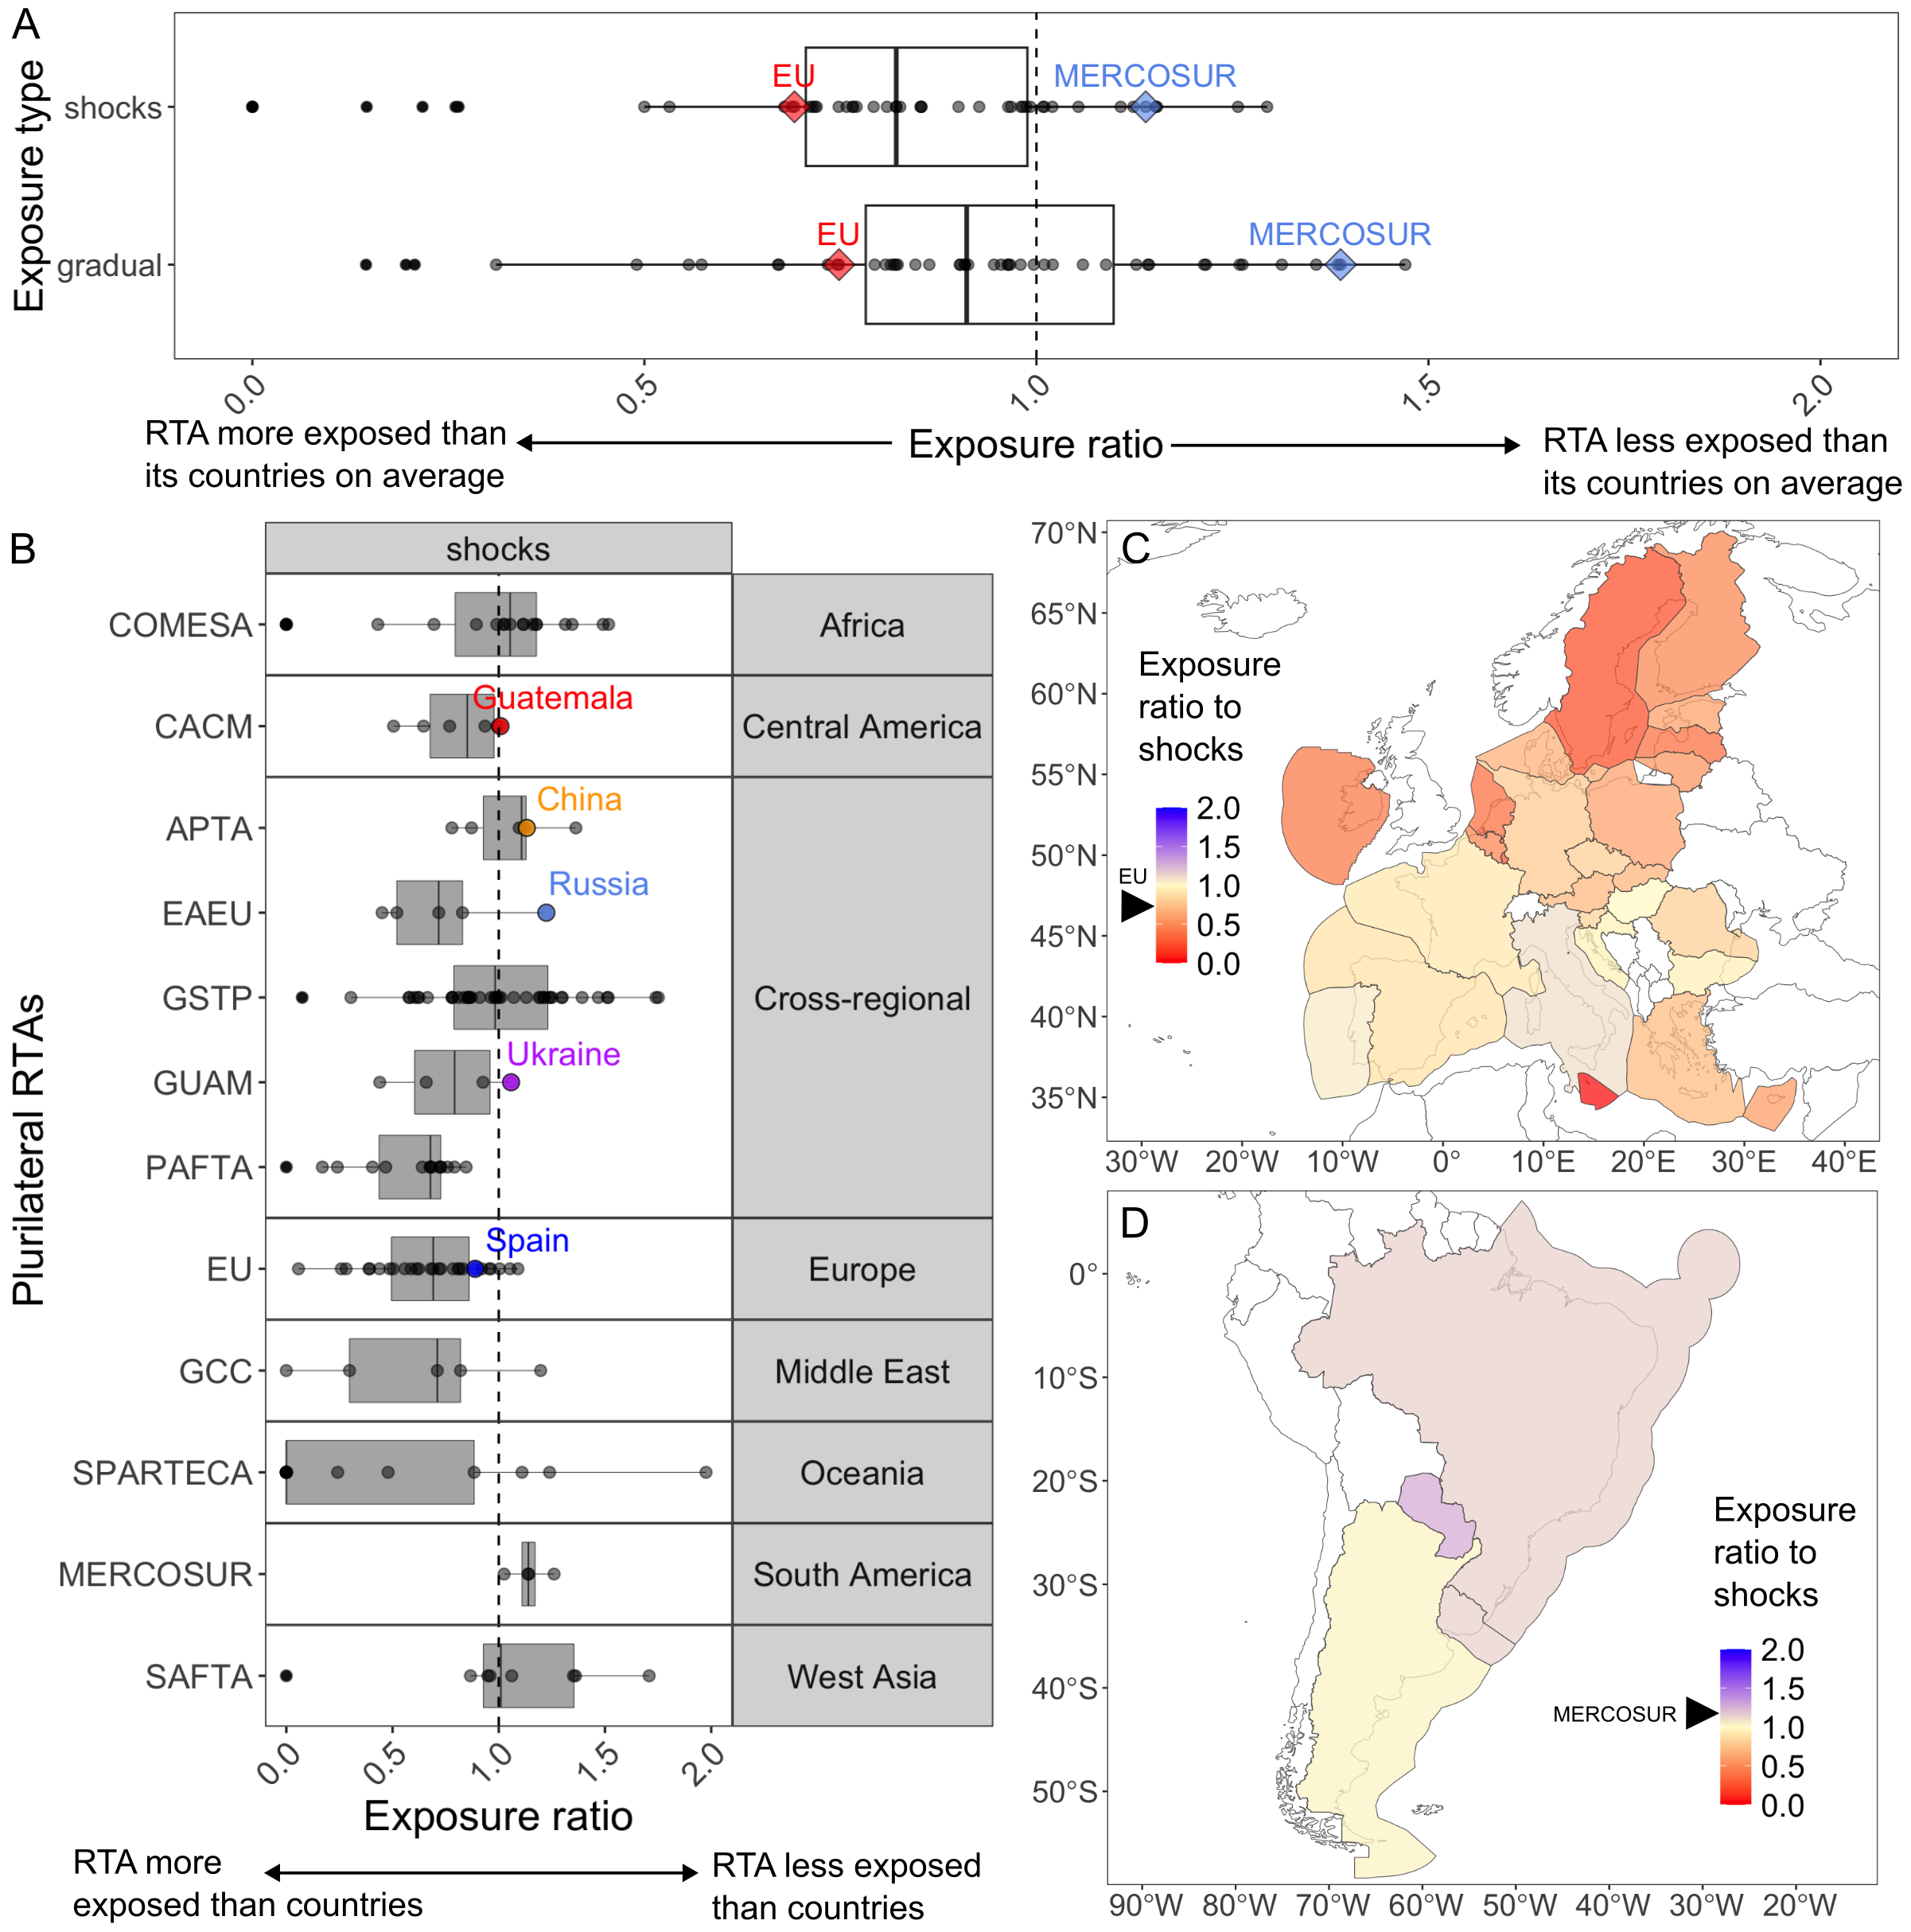 A
Exposure type
shocks
gradual
EU
MERCOSUR
EU
MERCOSUR
0.0
0.5
1.0
1.5
2.0
RTA more exposed than
its countries on average
Exposure ratio
RTA less exposed than
its countries on average
B
shocks
Plurilateral RTAs
COMESA
Africa
CACM
Guatemala
Central America
APTA
China
EAEU
Russia
GSTP
Cross-regional
GUAM
Ukraine
PAFTA
EU
Spain
Europe
GCC
Middle East
SPARTECA
Oceania
MERCOSUR
South America
SAFTA
West Asia
0.0
0.5
1.0
1.5
2.0
Exposure ratio
RTA more
exposed than countries
RTA less exposed
than countries
C
70°N
65°N
60°N
55°N
50°N
45°N
40°N
35°N
Exposure
ratio to
shocks
2.0
1.5
1.0
0.5
0.0
EU
30°W
20°W
10°W
0°
10°E
20°E
30°E
40°E
D
0°
10°S
20°S
30°S
40°S
50°S
Exposure
ratio to
shocks
2.0
1.5
1.0
0.5
0.0
MERCOSUR
90°W
80°W
70°W
60°W
50°W
40°W
30°W
20°W